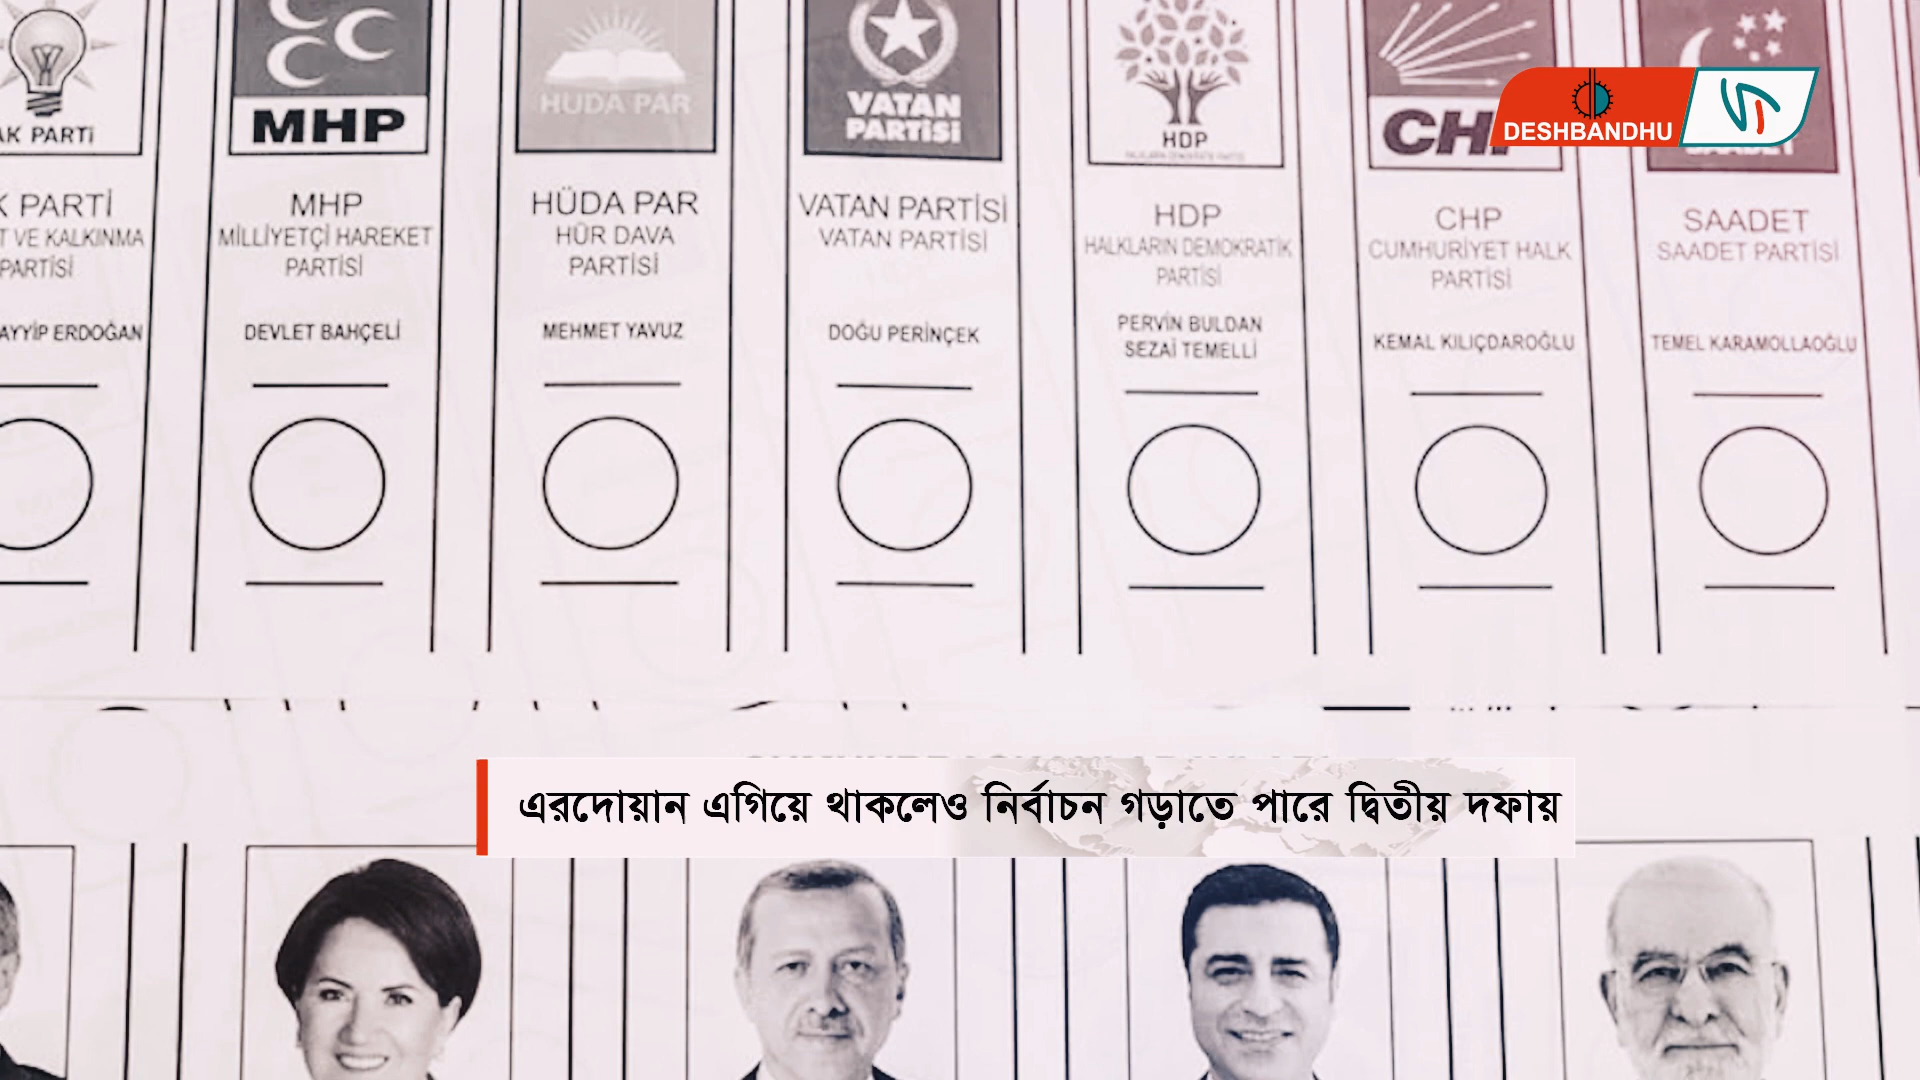 AK PARTİ
MHP
HÜDA PAR
VATAN
PARTİSİ
HDP
DESHBANDHU
K PARTİ
T VE KALKINMA
PARTİSİ
AYYİP ERDOĞAN
MHP
MİLLİYETÇİ HAREKET
PARTİSİ
DEVLET BAHÇELİ
HÜDA PAR
HÜR DAVA
PARTİSİ
MEHMET YAVUZ
VATAN PARTİSİ
VATAN PARTİSİ
DOĞU PERİNÇEK
HDP
HALKLARIN DEMOKRATİK
PARTİSİ
PERVİN BULDAN
SEZAİ TEMELLİ
CHP
CUMHURİYET HALK
PARTİSİ
KEMAL KILIÇDAROĞLU
SAADET
SAADET PARTİSİ
TEMEL KARAMOLLAOĞLU
এরদোয়ান এগিয়ে থাকলেও নির্বাচন গড়াতে পারে দ্বিতীয় দফায়